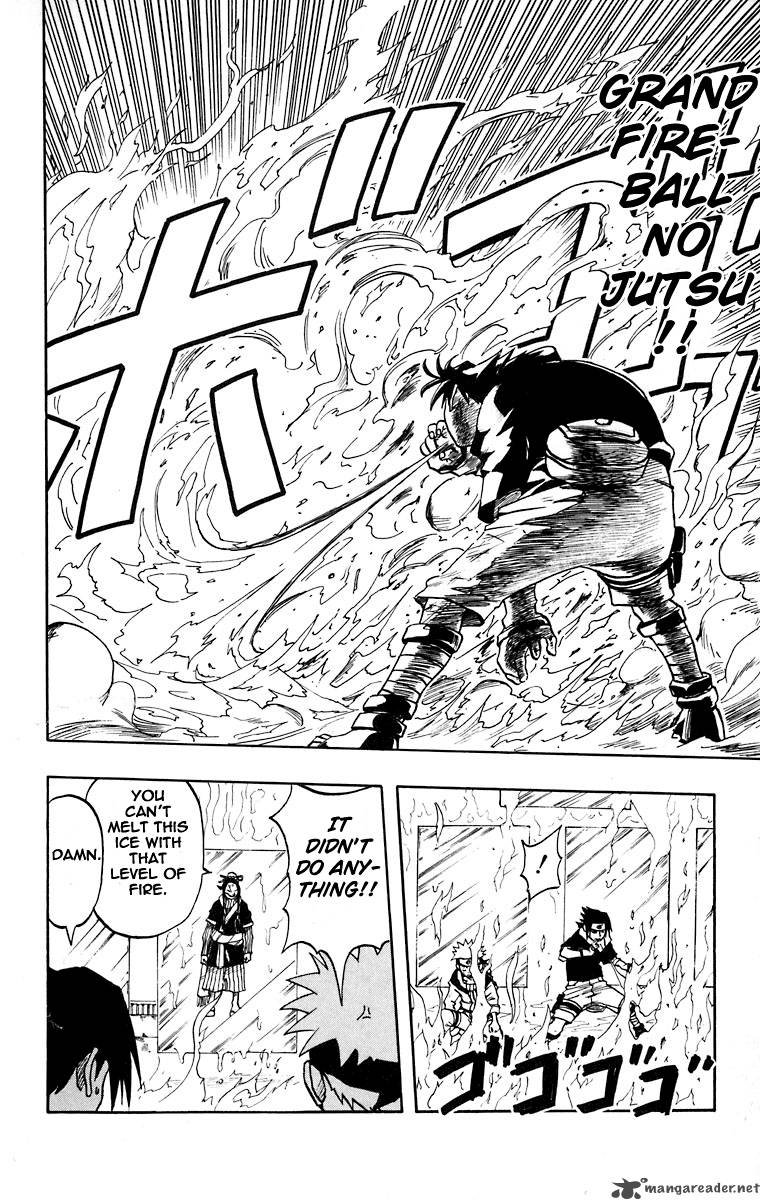 GRAND
FIRE-
BALL
NO
JUTSU
!!
ゴオ
!
ゴゴゴゴ
IT
DIDN'T
DO ANY-
THING!!
YOU
CAN'T
MELT THIS
ICE WITH
THAT
LEVEL OF
FIRE.
DAMN.
mangareader.net